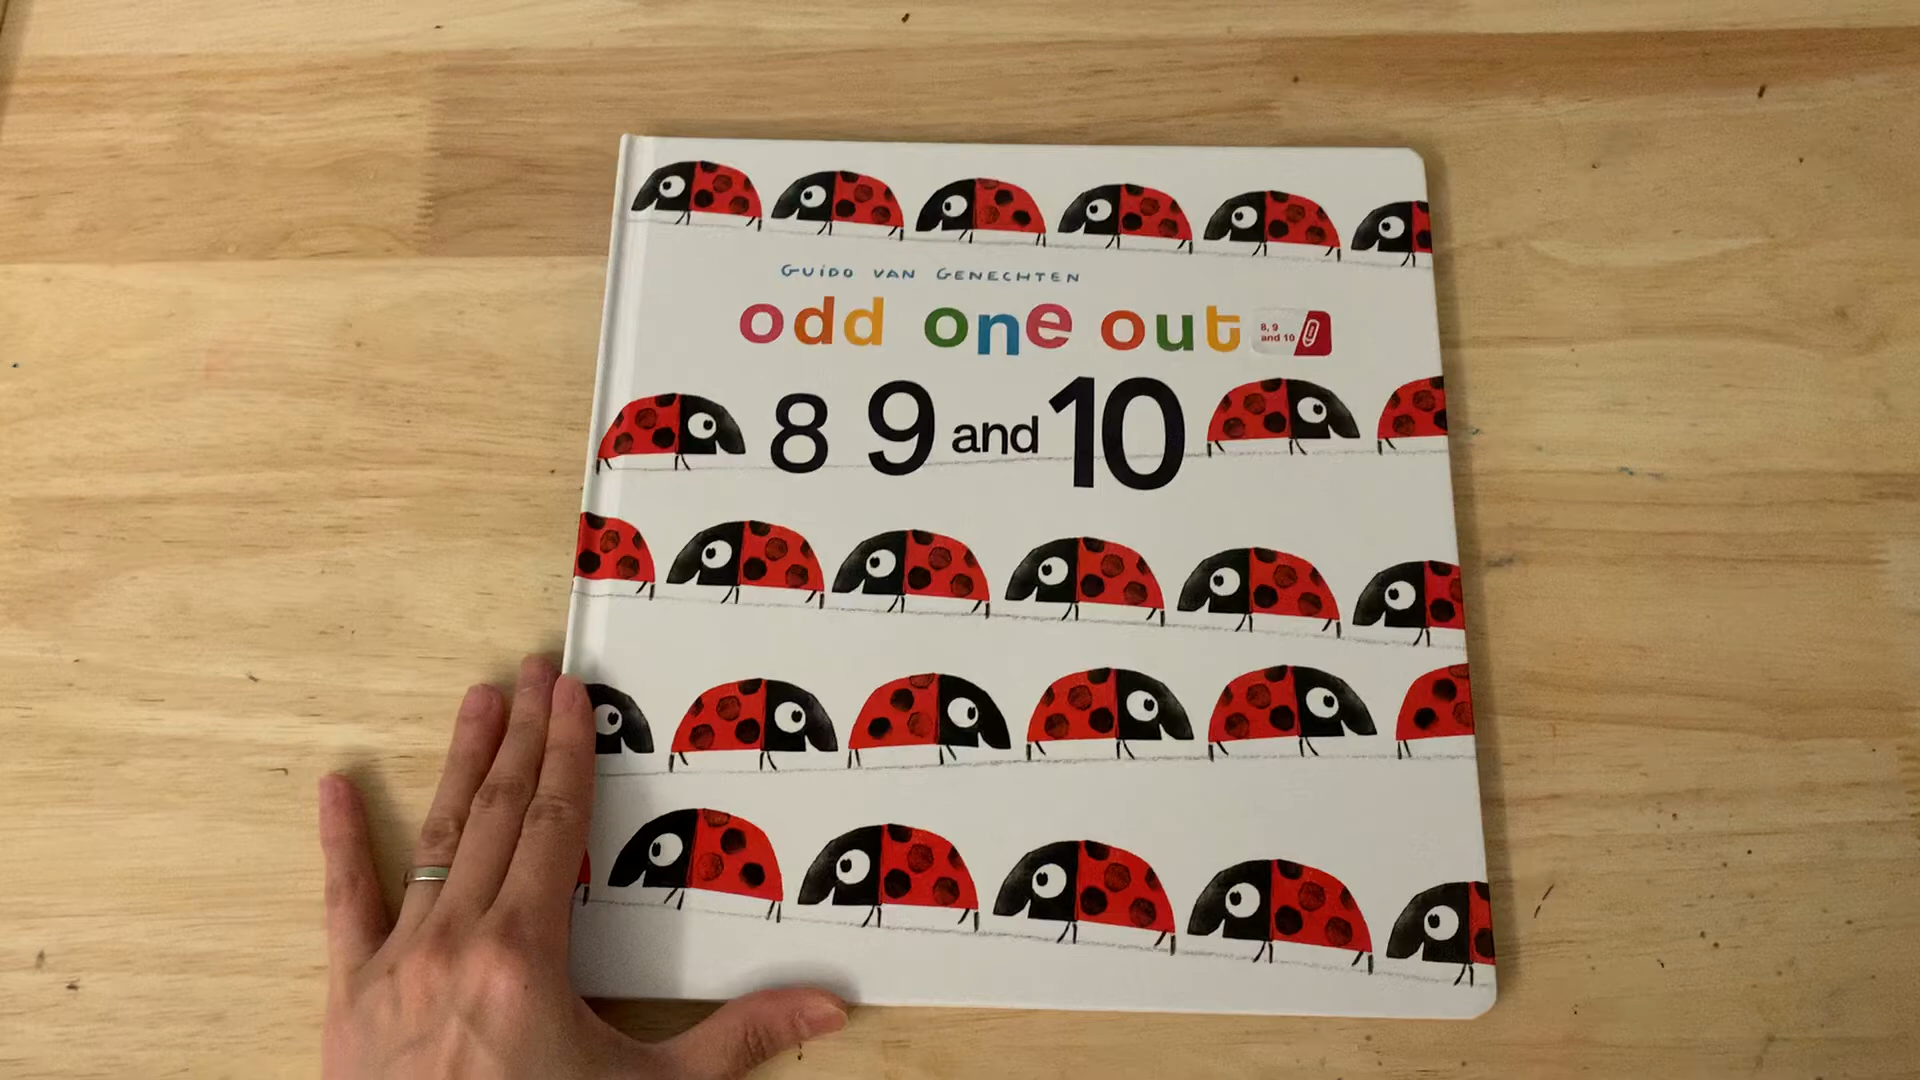 GUIDO VAN GENECHTEN
odd one out
8, 9
and 10
8 9 and 10